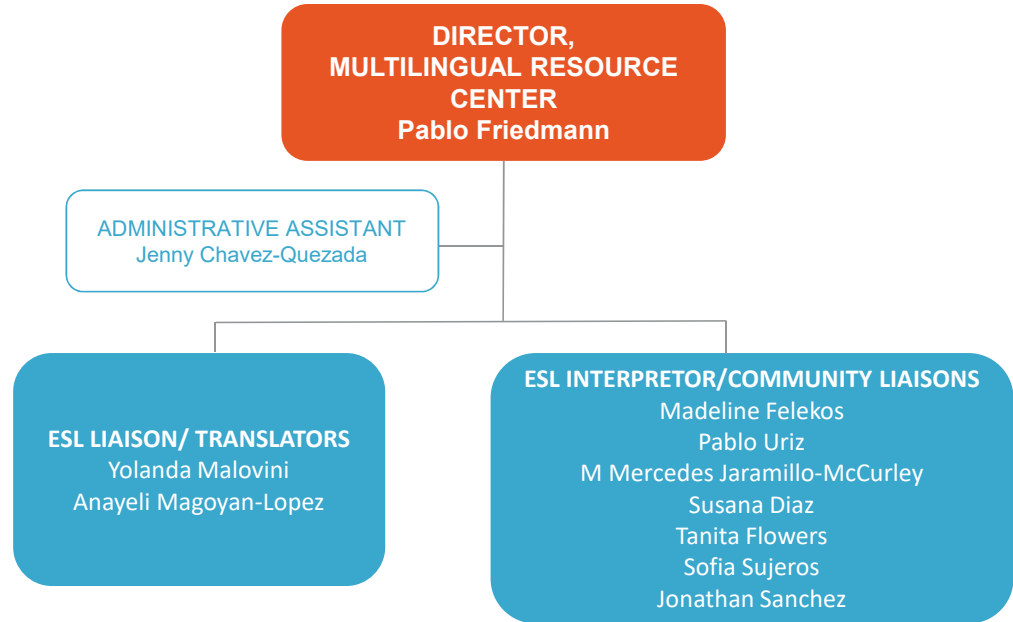 DIRECTOR,
MULTILINGUAL RESOURCE
CENTER
Pablo Friedmann
ADMINISTRATIVE ASSISTANT
Jenny Chavez-Quezada
ESL LIAISON/ TRANSLATORS
Yolanda Malovini
Anayeli Magoyan-Lopez
ESL INTERPRETOR/COMMUNITY LIAISONS
Madeline Felekos
Pablo Uriz
M Mercedes Jaramillo-McCurley
Susana Diaz
Tanita Flowers
Sofia Sujeros
Jonathan Sanchez